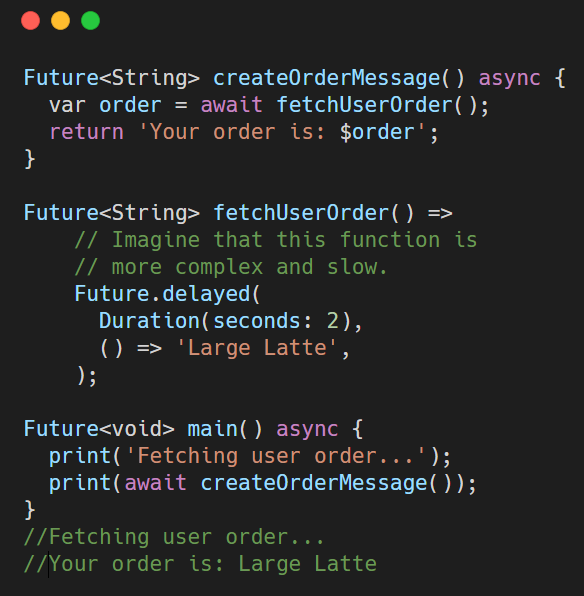 Future<String> createOrderMessage() async {
  var order = await fetchUserOrder();
  return 'Your order is: $order';
}

Future<String> fetchUserOrder() =>
    // Imagine that this function is
    // more complex and slow.
    Future.delayed(
      Duration(seconds: 2),
      () => 'Large Latte',
    );

Future<void> main() async {
  print('Fetching user order...');
  print(await createOrderMessage());
}
//Fetching user order...
//Your order is: Large Latte